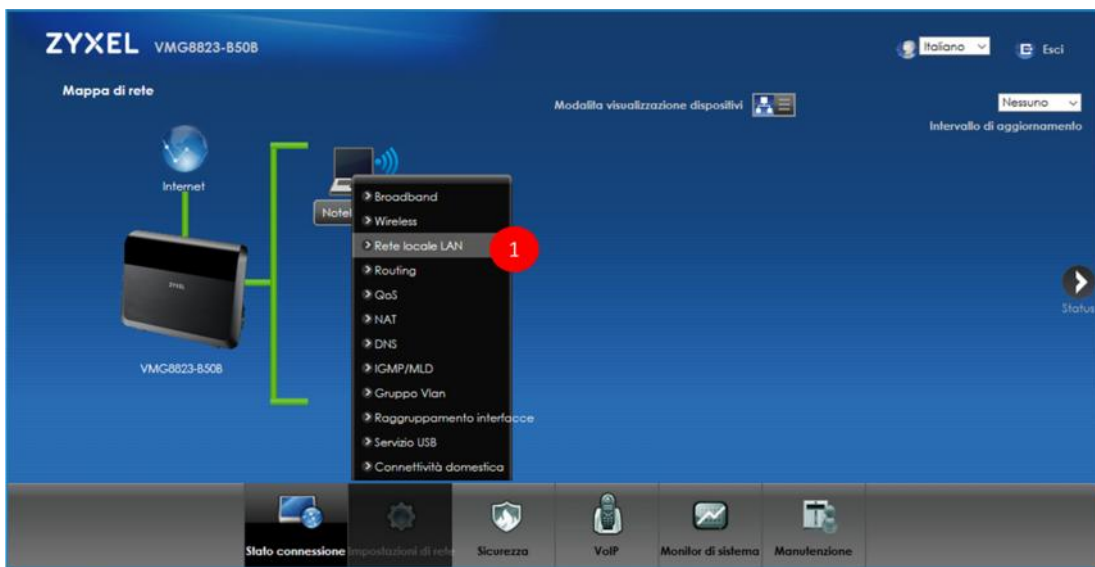 ZYXEL VMG8823-B50B
Italiano
Esci
Mappa di rete
Modalita visualizzazione dispositivi
Nessuno
Intervallo di aggiornamento
Internet
Broadband
Wireless
Rete locale LAN
1
Routing
QoS
NAT
DNS
IGMP/MLD
Gruppo Vlan
Raggruppamento interfacce
Servizio USB
Connettività domestica
ZYXEL
VMG8823-B50B
Status
Stato connessione
Impostazioni di rete
Sicurezza
VoIP
Monitor di sistema
Manutenzione